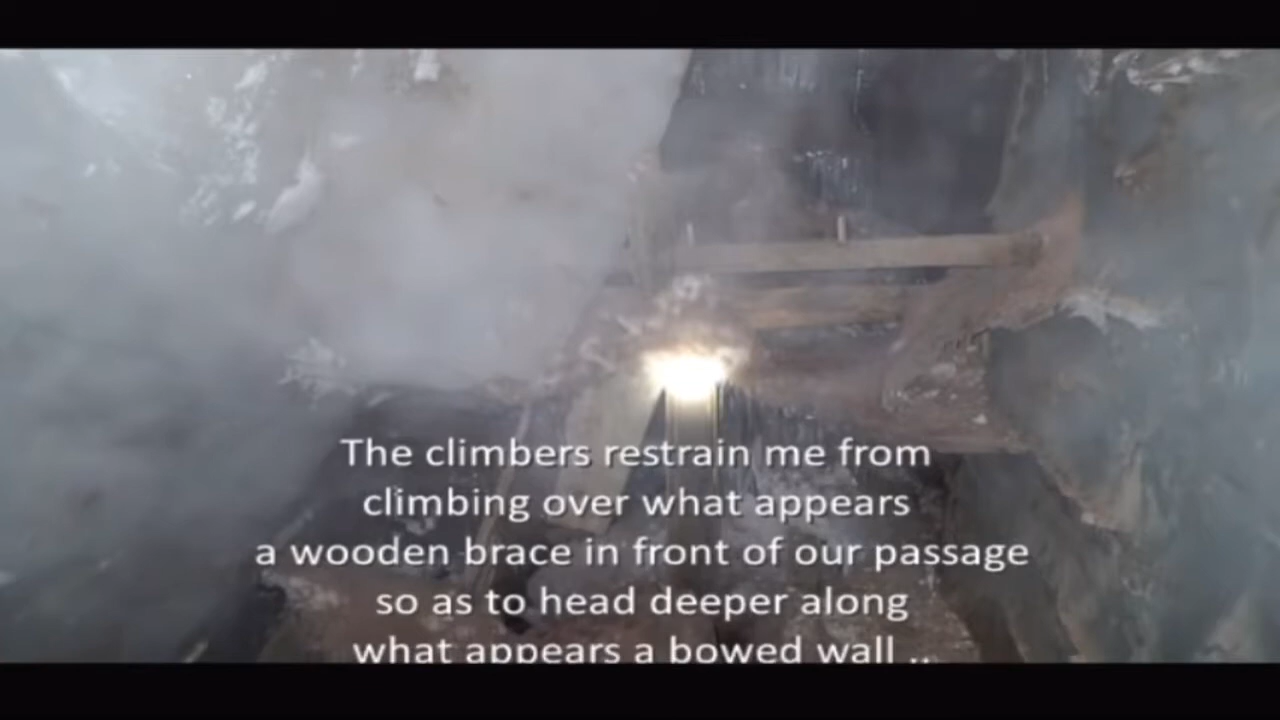 The climbers restrain me from
climbing over what appears
a wooden brace in front of our passage
so as to head deeper along
what appears a bowed wall ..